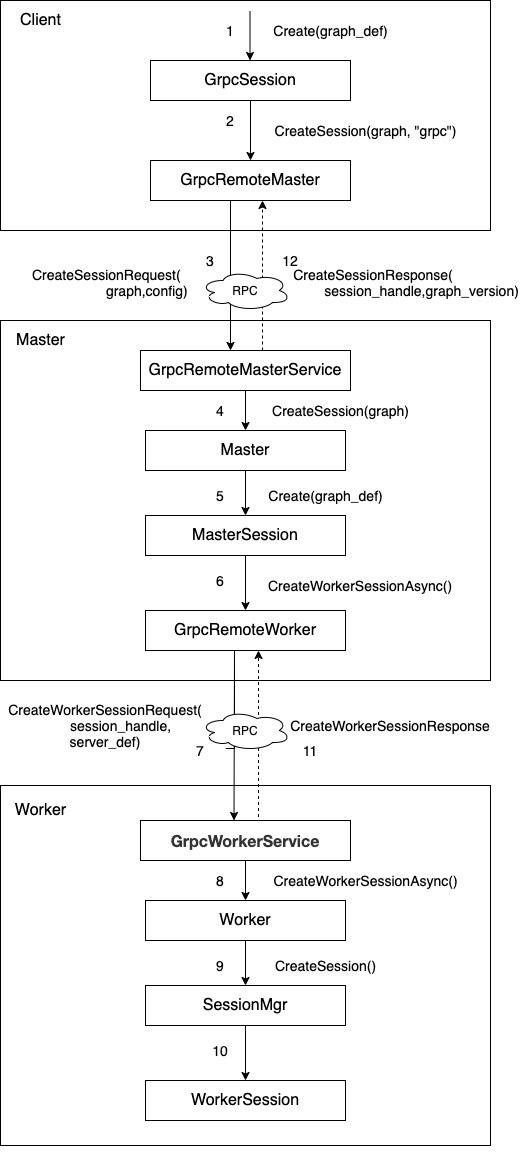 Client
1
Create(graph_def)
GrpcSession
2
CreateSession(graph, "grpc")
GrpcRemoteMaster
3
12
CreateSessionRequest(
graph,config)
RPC
CreateSessionResponse(
session_handle,graph_version)
Master
GrpcRemoteMasterService
4
CreateSession(graph)
Master
5
Create(graph_def)
MasterSession
6
CreateWorkerSessionAsync()
GrpcRemoteWorker
CreateWorkerSessionRequest(
session_handle,
server_def)
7
RPC
CreateWorkerSessionResponse
11
Worker
GrpcWorkerService
8
CreateWorkerSessionAsync()
Worker
9
CreateSession()
SessionMgr
10
WorkerSession